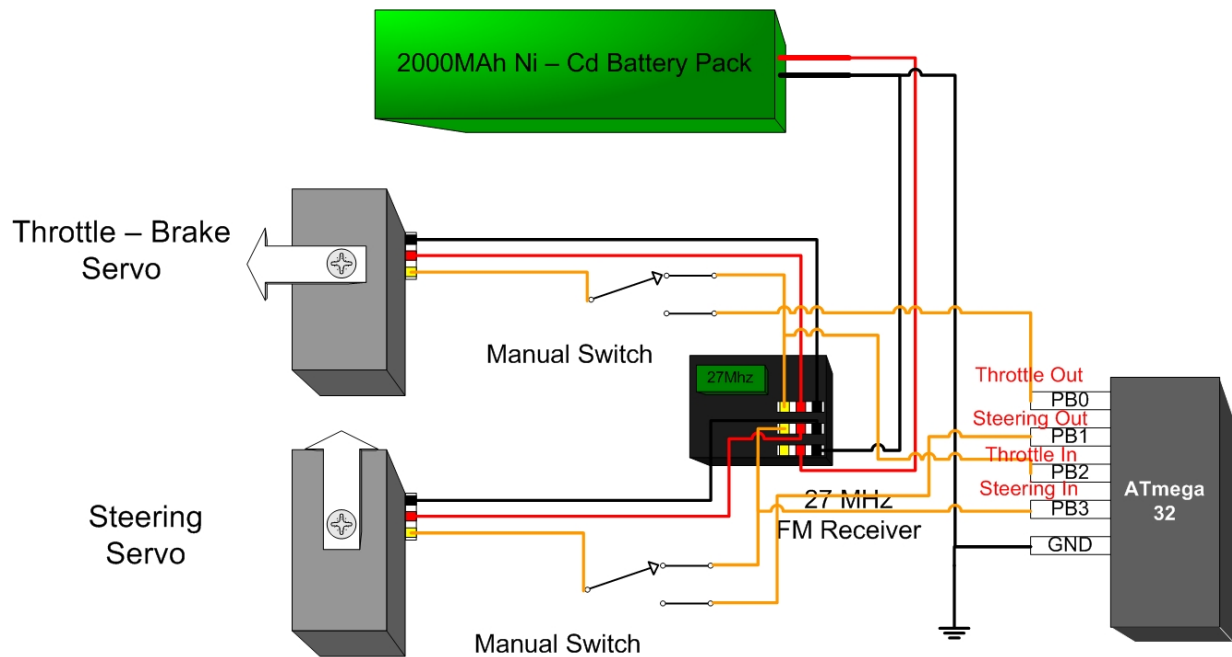 2000MAh Ni – Cd Battery Pack
Throttle – Brake
Servo
Manual Switch
27Mhz
Throttle Out
PB0
Steering Out
PB1
Throttle In
PB2
Steering In
PB3
GND
ATmega
32
27 MHz
FM Receiver
Steering
Servo
Manual Switch